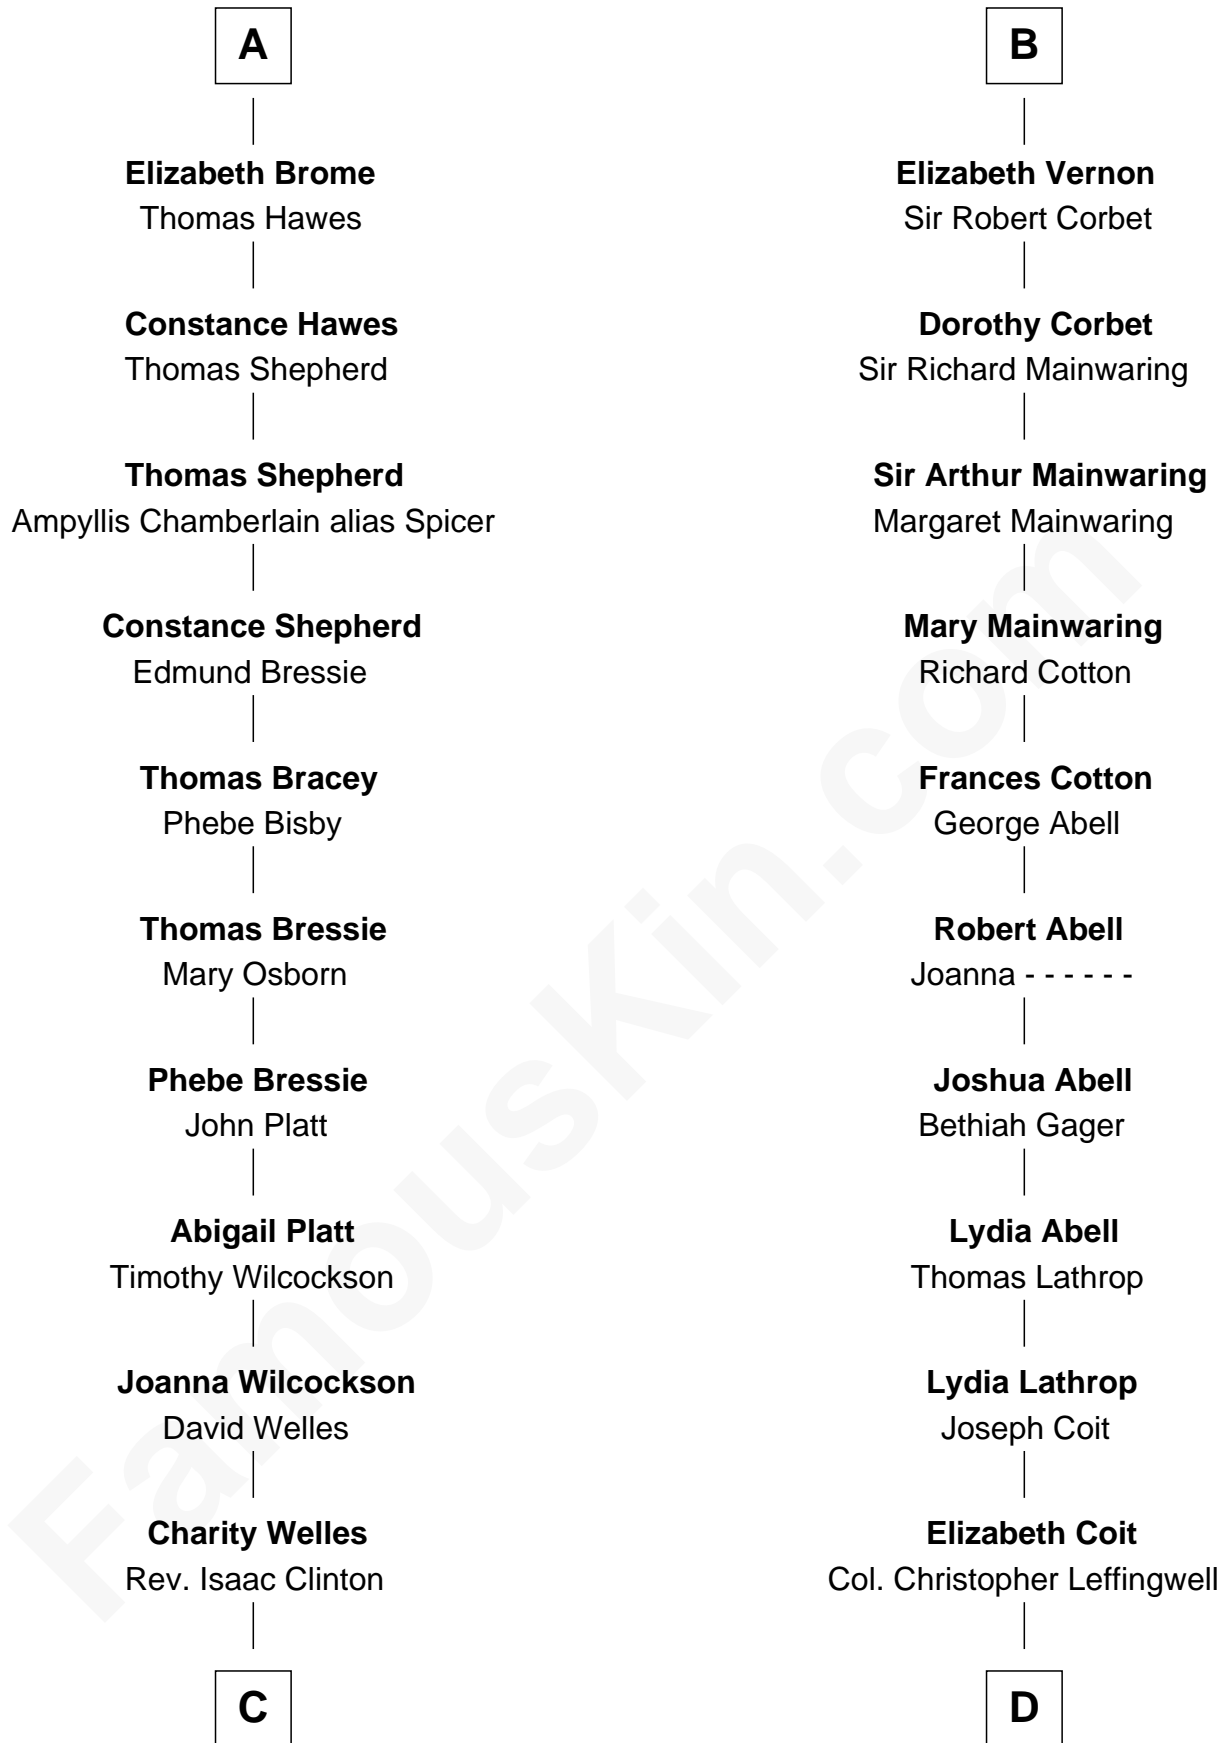 A
Elizabeth Brome
Thomas Hawes
Constance Hawes
Thomas Shepherd
Thomas Shepherd
Ampyllis Chamberlain alias Spicer
Constance Shepherd
Edmund Bressie
Thomas Bracey
Phebe Bisby
Thomas Bressie
Mary Osborn
Phebe Bressie
John Platt
Abigail Platt
Timothy Wilcockson
Joanna Wilcockson
David Welles
Charity Welles
Rev. Isaac Clinton
C
B
Elizabeth Vernon
Sir Robert Corbet
Dorothy Corbet
Sir Richard Mainwaring
Sir Arthur Mainwaring
Margaret Mainwaring
Mary Mainwaring
Richard Cotton
Frances Cotton
George Abell
Robert Abell
Joanna - - - - - -
Joshua Abell
Bethiah Gager
Lydia Abell
Thomas Lathrop
Lydia Lathrop
Joseph Coit
Elizabeth Coit
Col. Christopher Leffingwell
D
FamousKin.com